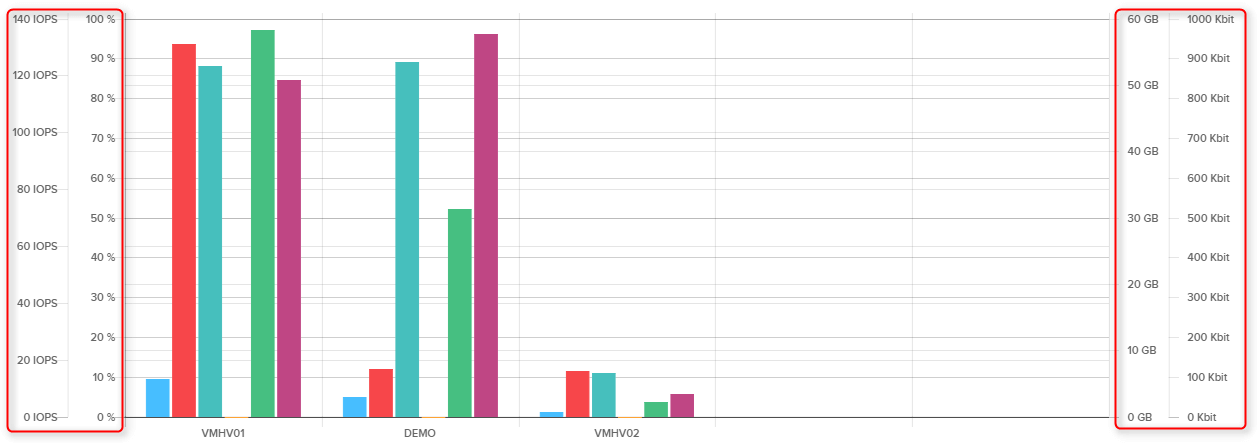 140 IOPS
120 IOPS
100 IOPS
80 IOPS
60 IOPS
40 IOPS
20 IOPS
0 IOPS
100 %
90 %
80 %
70 %
60 %
50 %
40 %
30 %
20 %
10 %
0 %
VMHV01
DEMO
VMHV02
60 GB
50 GB
40 GB
30 GB
20 GB
10 GB
0 GB
1000 Kbit
900 Kbit
800 Kbit
700 Kbit
600 Kbit
500 Kbit
400 Kbit
300 Kbit
200 Kbit
100 Kbit
0 Kbit